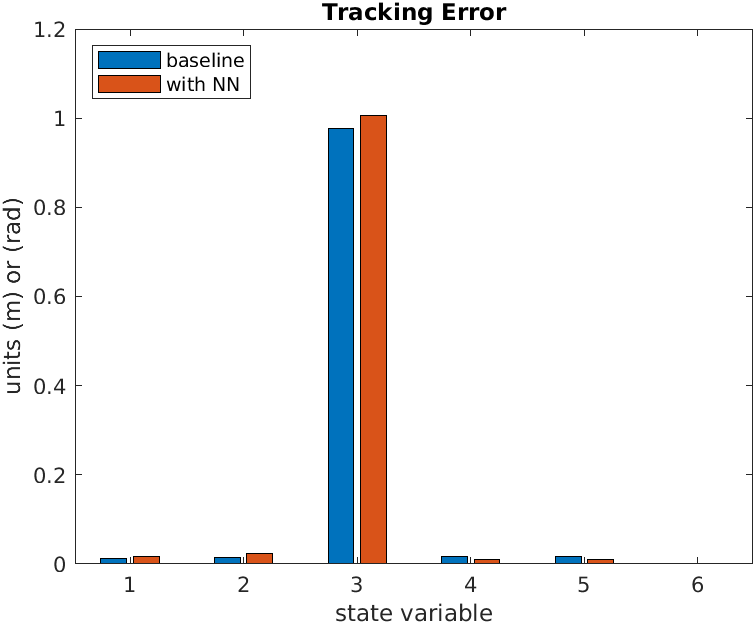 Tracking Error
baseline
with NN
units (m) or (rad)
1.2
1
0.8
0.6
0.4
0.2
0
1 2 3 4 5 6
state variable